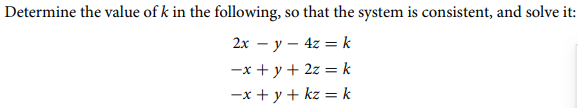 Determine the value of k in the following, so that the system is consistent, and solve it:
2x − y − 4z = k
−x + y + 2z = k
−x + y + kz = k